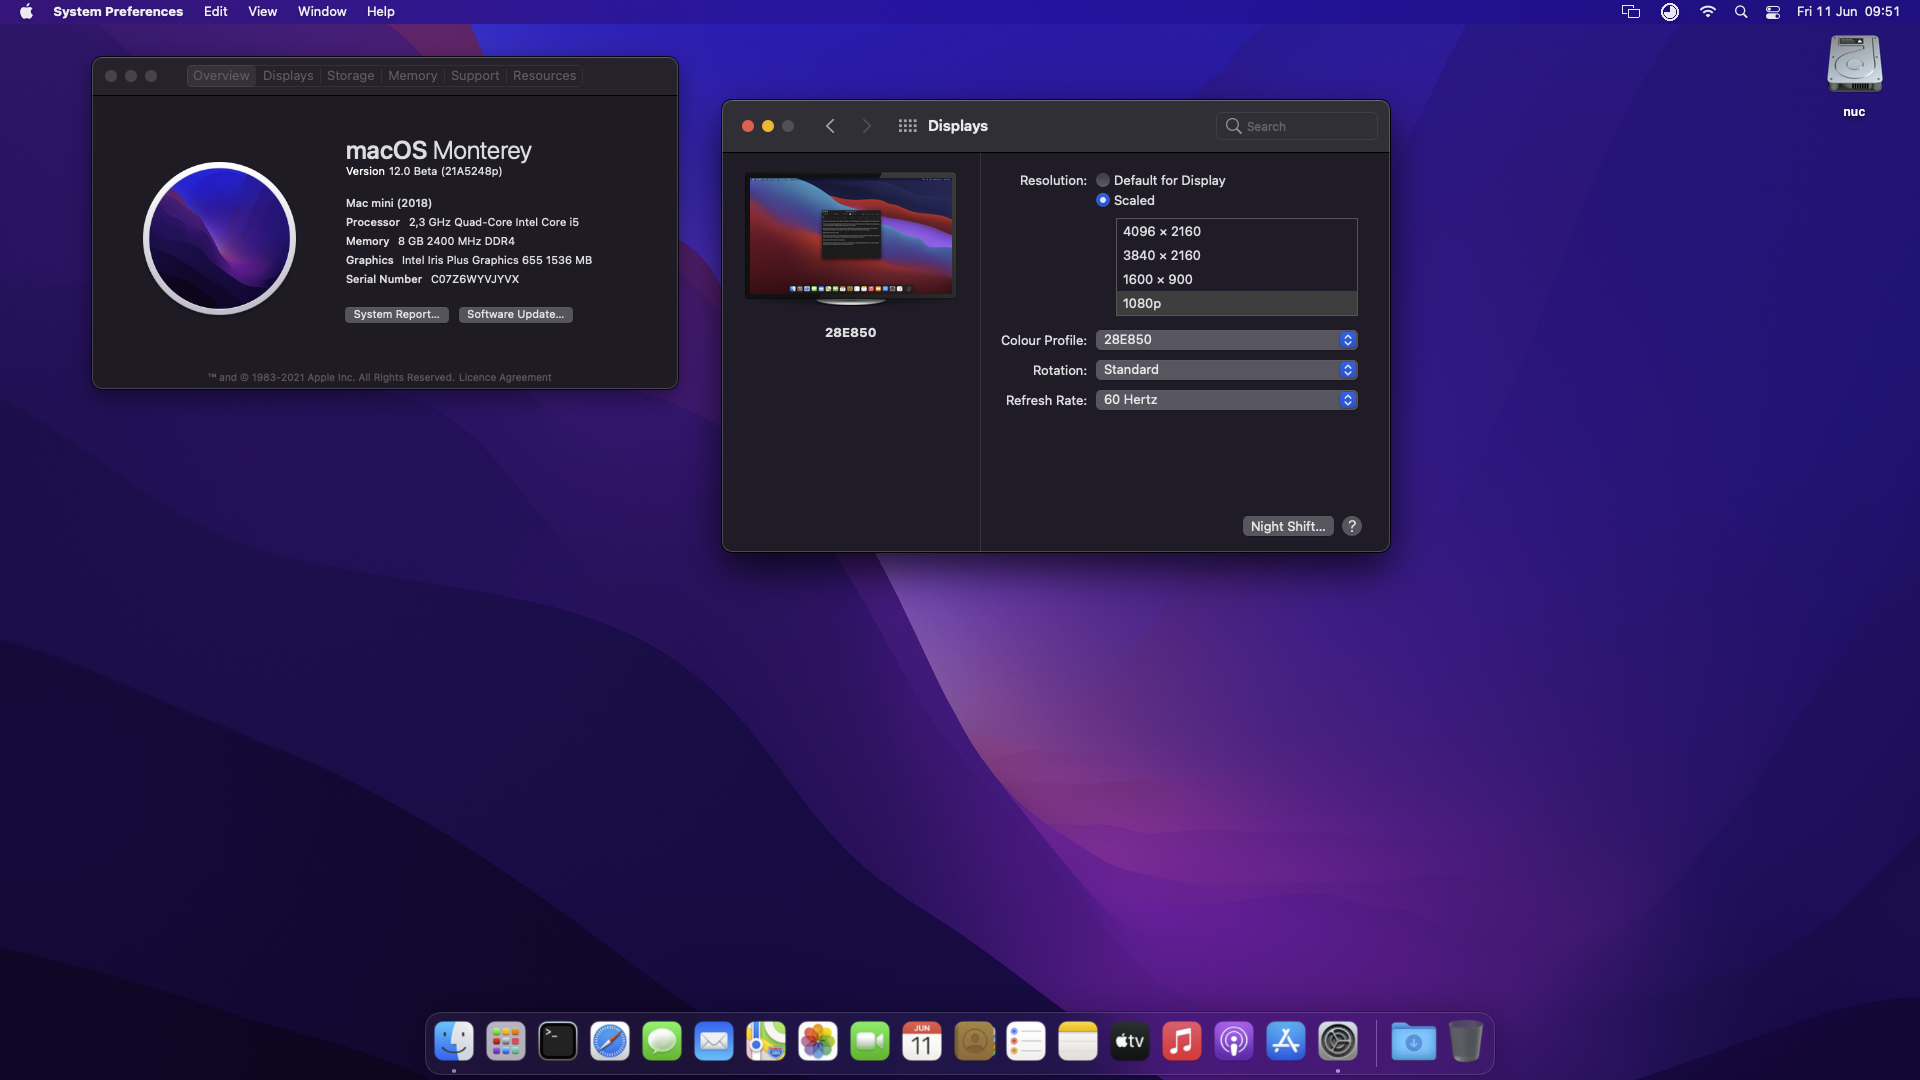 System Preferences Edit View Window Help
Fri 11 Jun 09:51
nuc
Overview Displays Storage Memory Support Resources
macOS Monterey
Version 12.0 Beta (21A5248p)
Mac mini (2018)
Processor 2,3 GHz Quad-Core Intel Core i5
Memory 8 GB 2400 MHz DDR4
Graphics Intel Iris Plus Graphics 655 1536 MB
Serial Number C07Z6WYVJYVX
System Report... Software Update...
™ and © 1983-2021 Apple Inc. All Rights Reserved. Licence Agreement
Displays
Search
28E850
Resolution: Default for Display
Scaled
4096 × 2160
3840 × 2160
1600 × 900
1080p
Colour Profile: 28E850
Rotation: Standard
Refresh Rate: 60 Hertz
Night Shift... ?
>_
JUN
11
tv